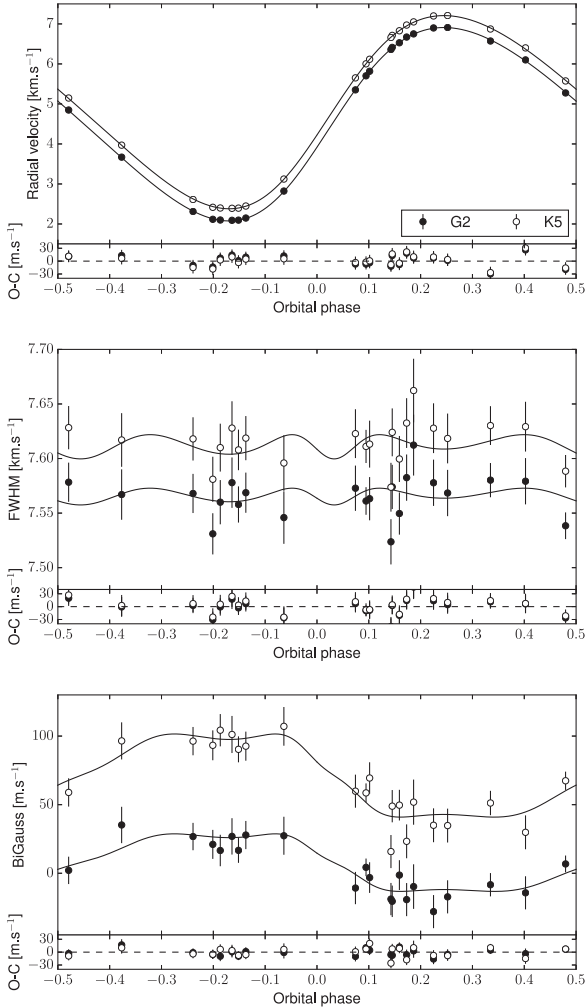 7
6
5
4
3
2
Radial velocity [km.s⁻¹]
G2 K5
30
0
−30
O-C [m.s⁻¹]
−0.5 −0.4 −0.3 −0.2 −0.1 0.0 0.1 0.2 0.3 0.4 0.5
Orbital phase
7.70
7.65
7.60
7.55
7.50
FWHM [km.s⁻¹]
30
0
−30
O-C [m.s⁻¹]
−0.5 −0.4 −0.3 −0.2 −0.1 0.0 0.1 0.2 0.3 0.4 0.5
Orbital phase
100
50
0
BiGauss [m.s⁻¹]
30
0
−30
O-C [m.s⁻¹]
−0.5 −0.4 −0.3 −0.2 −0.1 0.0 0.1 0.2 0.3 0.4 0.5
Orbital phase